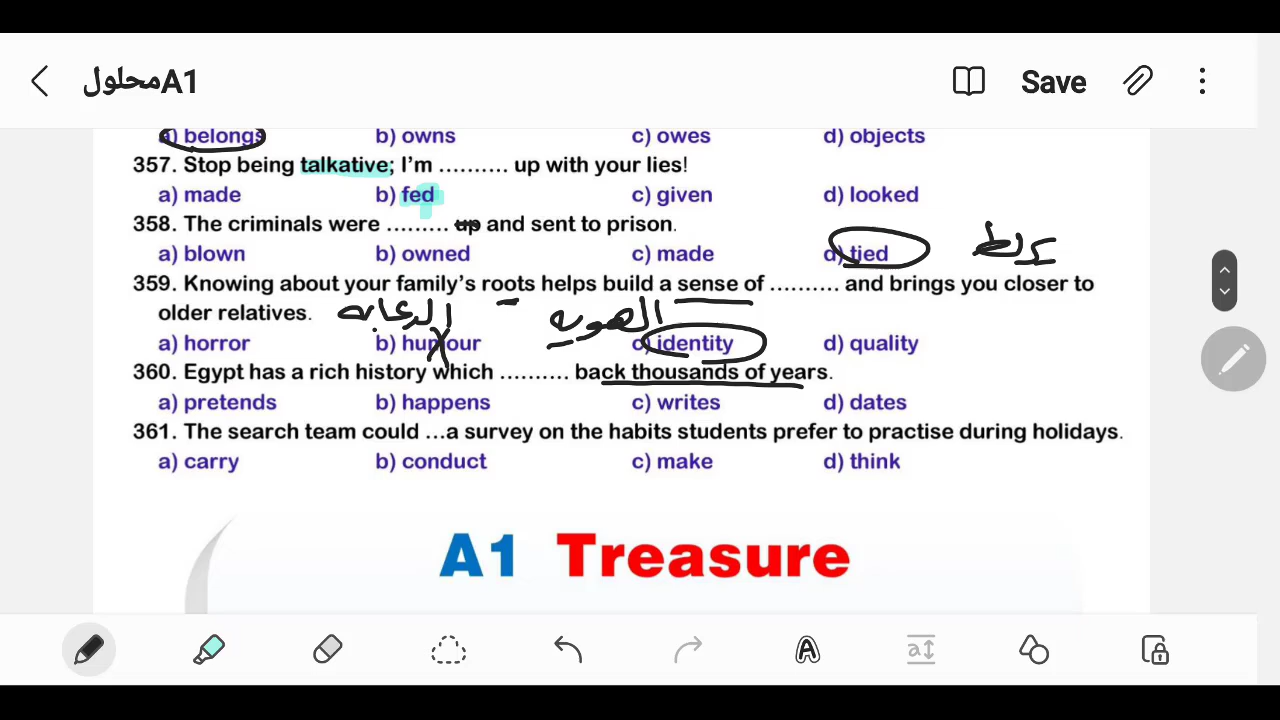 محلولA1
Save
a) belongs b) owns c) owes d) objects
357. Stop being talkative; I’m .......... up with your lies!
a) made b) fed c) given d) looked
358. The criminals were ......... up and sent to prison.
a) blown b) owned c) made d) tied
يربط
359. Knowing about your family’s roots helps build a sense of .......... and brings you closer to
older relatives.
الدعابه الهويه
a) horror b) humour c) identity d) quality
360. Egypt has a rich history which .......... back thousands of years.
a) pretends b) happens c) writes d) dates
361. The search team could ...a survey on the habits students prefer to practise during holidays.
a) carry b) conduct c) make d) think
A1 Treasure